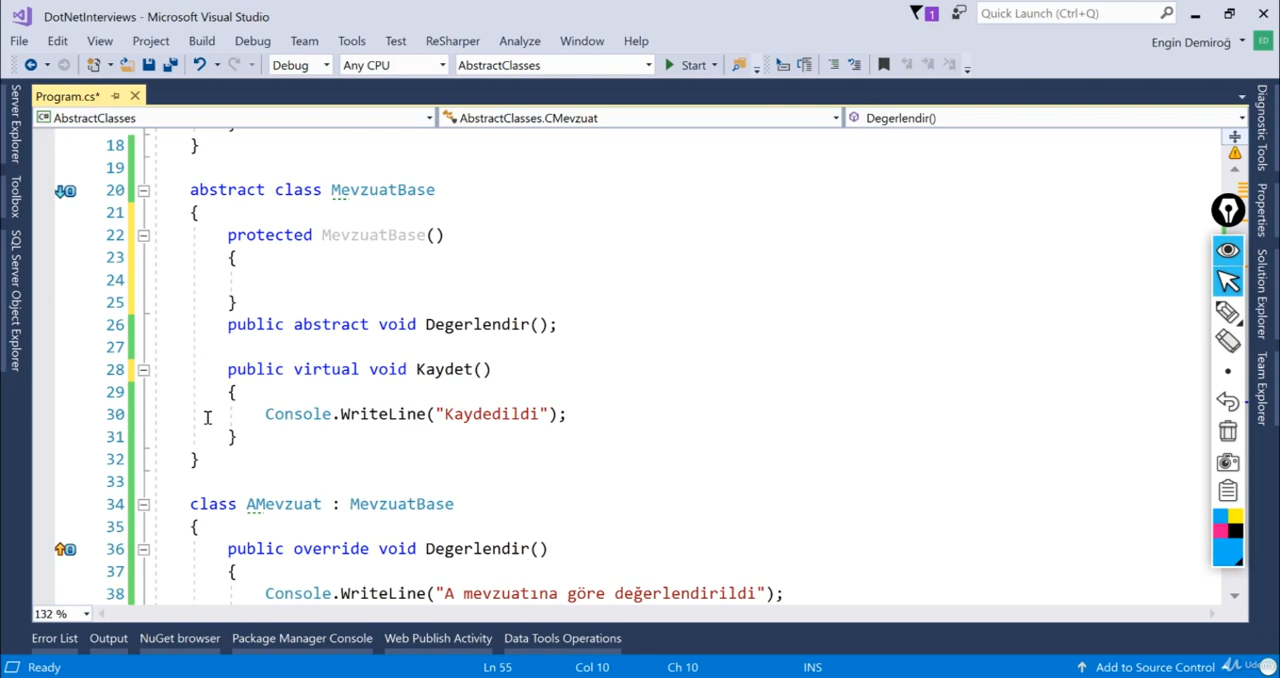 DotNetInterviews - Microsoft Visual Studio
1
Quick Launch (Ctrl+Q)
File Edit View Project Build Debug Team Tools Test ReSharper Analyze Window Help
Engin Demiroğ
ED
Debug Any CPU AbstractClasses Start
Program.cs*
AbstractClasses AbstractClasses.CMevzuat Degerlendir()
Server Explorer
Toolbox
SQL Server Object Explorer
18 }
19
20 abstract class MevzuatBase
21 {
22 protected MevzuatBase()
23 {
24
25 }
26 public abstract void Degerlendir();
27
28 public virtual void Kaydet()
29 {
30 Console.WriteLine("Kaydedildi");
31 }
32 }
33
34 class AMevzuat : MevzuatBase
35 {
36 public override void Degerlendir()
37 {
38 Console.WriteLine("A mevzuatına göre değerlendirildi");
Diagnostic Tools
Properties
Solution Explorer
Team Explorer
132 %
Error List Output NuGet browser Package Manager Console Web Publish Activity Data Tools Operations
Ready Ln 55 Col 10 Ch 10 INS Add to Source Control
Udemy